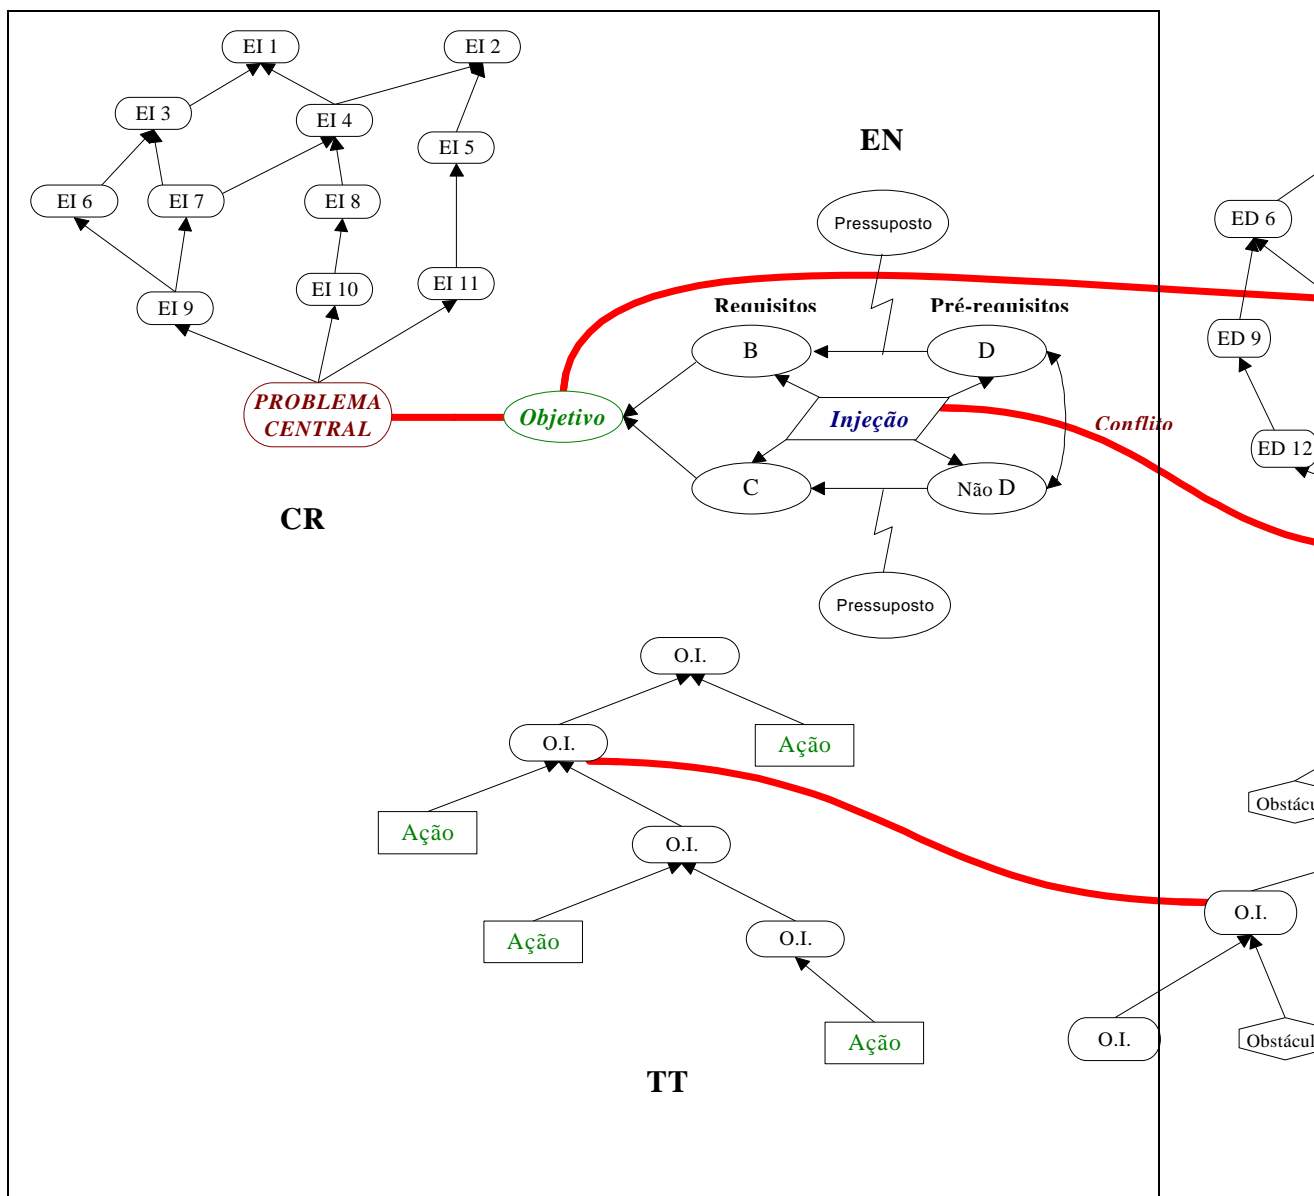 EI 1
EI 2
EI 3
EI 4
EI 5
EI 6
EI 7
EI 8
EI 9
EI 10
EI 11
PROBLEMA
CENTRAL
CR
EN
Pressuposto
Requisitos
Pré-requisitos
B
D
Objetivo
Injeção
Conflito
C
Não D
Pressuposto
ED 6
ED 9
ED 12
O.I.
O.I.
Ação
Ação
O.I.
Ação
O.I.
Ação
TT
Obstácu
O.I.
O.I.
Obstácul